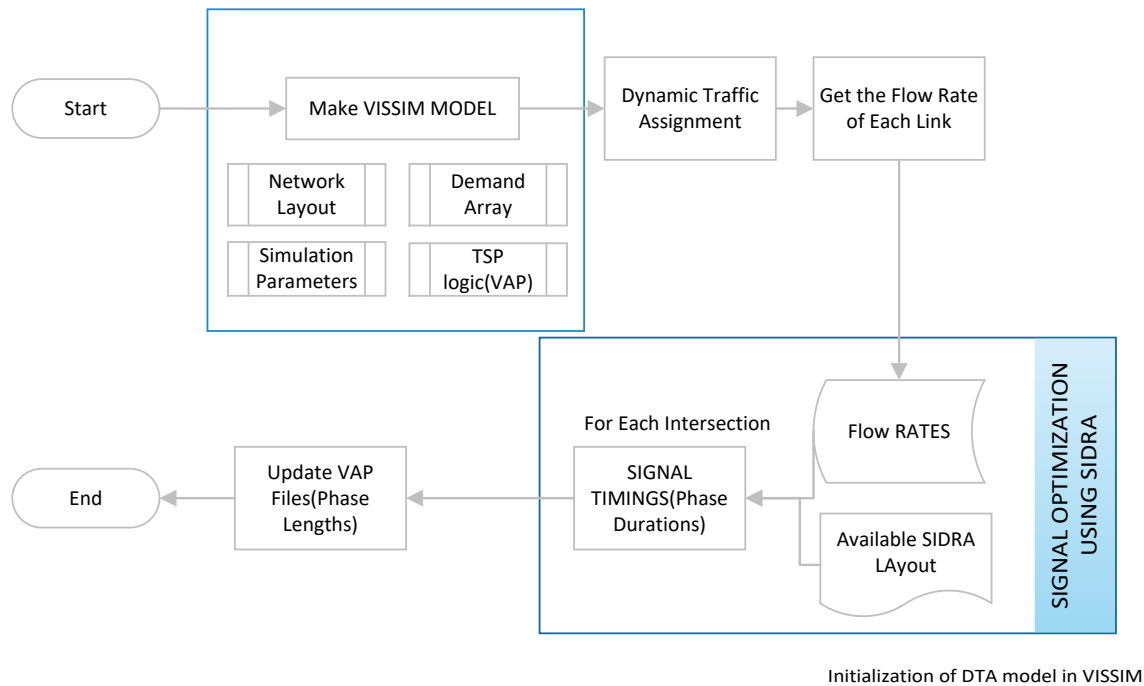 Start
Make VISSIM MODEL
Network
Layout
Demand
Array
Simulation
Parameters
TSP
logic(VAP)
Dynamic Traffic
Assignment
Get the Flow Rate
of Each Link
Flow RATES
Available SIDRA
LAyout
SIGNAL OPTIMIZATION
USING SIDRA
For Each Intersection
SIGNAL
TIMINGS(Phase
Durations)
Update VAP
Files(Phase
Lengths)
End
Initialization of DTA model in VISSIM